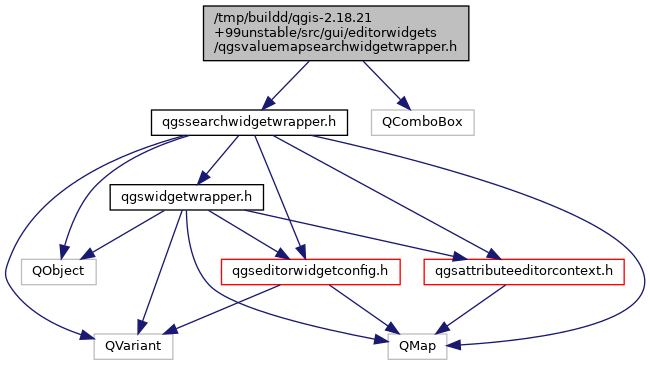 /tmp/buildd/qgis-2.18.21
+99unstable/src/gui/editorwidgets
/qgsvaluemapsearchwidgetwrapper.h
qgssearchwidgetwrapper.h
QComboBox
qgswidgetwrapper.h
QObject
qgseditorwidgetconfig.h
qgsattributeeditorcontext.h
QVariant
QMap